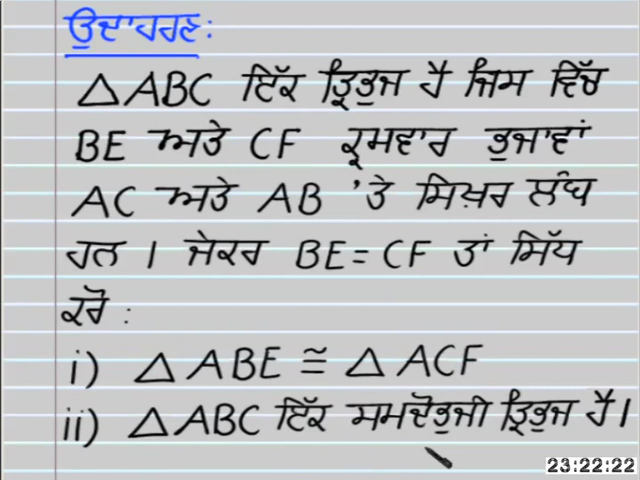 ਉਦਾਹਰਣ:
△ABC ਇੱਕ ਤ੍ਰਿਭੁਜ ਹੈ ਜਿਸ ਵਿੱਚ
BE ਅਤੇ CF ਕ੍ਰਮਵਾਰ ਭੁਜਾਵਾਂ
AC ਅਤੇ AB 'ਤੇ ਸਿਖ਼ਰ ਲੰਘ
ਹਨ । ਜੇਕਰ BE = CF ਤਾਂ ਸਿੱਧ
ਕਰੋ :
i) △ ABE ≅ △ ACF
ii) △ABC ਇੱਕ ਸਮਦੋਭੁਜੀ ਤ੍ਰਿਭੁਜ ਹੈ ।
23:22:22